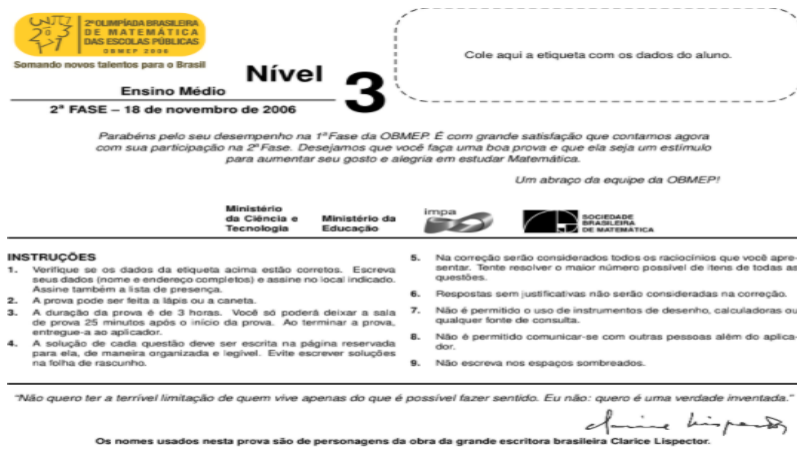 2ª OLIMPÍADA BRASILEIRA
DE MATEMÁTICA
DAS ESCOLAS PÚBLICAS
OBMEP 2006
Somando novos talentos para o Brasil
Nível 3
Ensino Médio
2ª FASE – 18 de novembro de 2006
Cole aqui a etiqueta com os dados do aluno.
Parabéns pelo seu desempenho na 1ª Fase da OBMEP. É com grande satisfação que contamos agora
com sua participação na 2ª Fase. Desejamos que você faça uma boa prova e que ela seja um estímulo
para aumentar seu gosto e alegria em estudar Matemática.
Um abraço da equipe da OBMEP!
Ministério
da Ciência e
Tecnologia
Ministério da
Educação
impa
SOCIEDADE
BRASILEIRA
DE MATEMÁTICA
INSTRUÇÕES
1. Verifique se os dados da etiqueta acima estão corretos. Escreva
seus dados (nome e endereço completos) e assine no local indicado.
Assine também a lista de presença.
2. A prova pode ser feita a lápis ou a caneta.
3. A duração da prova é de 3 horas. Você só poderá deixar a sala
de prova 25 minutos após o início da prova. Ao terminar a prova,
entregue-a ao aplicador.
4. A solução de cada questão deve ser escrita na página reservada
para ela, de maneira organizada e legível. Evite escrever soluções
na folha de rascunho.
5. Na correção serão considerados todos os raciocínios que você apre-
sentar. Tente resolver o maior número possível de itens de todas as
questões.
6. Respostas sem justificativas não serão consideradas na correção.
7. Não é permitido o uso de instrumentos de desenho, calculadoras ou
qualquer fonte de consulta.
8. Não é permitido comunicar-se com outras pessoas além do aplica-
dor.
9. Não escreva nos espaços sombreados.
"Não quero ter a terrível limitação de quem vive apenas do que é possível fazer sentido. Eu não: quero é uma verdade inventada."
Clarice Lispector
Os nomes usados nesta prova são de personagens da obra da grande escritora brasileira Clarice Lispector.